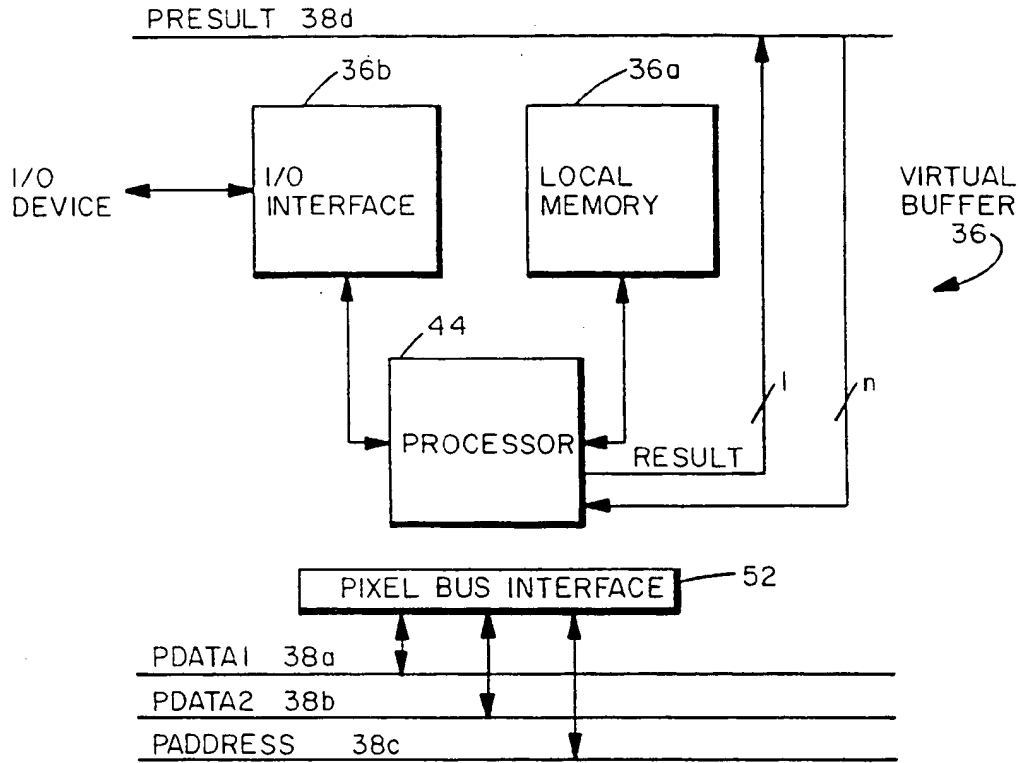 PRESULT 38d
36b
36a
I/O
DEVICE
I/O
INTERFACE
LOCAL
MEMORY
VIRTUAL
BUFFER
36
44
PROCESSOR
RESULT
1
n
PIXEL BUS INTERFACE
52
PDATA1 38a
PDATA2 38b
PADDRESS 38c